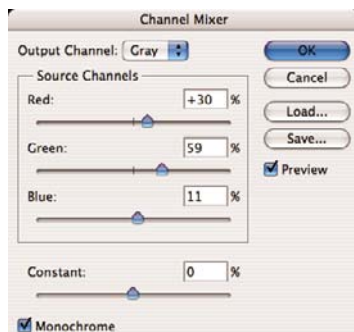 Channel Mixer
Output Channel: Gray
OK
Source Channels
Cancel
Red: +30 %
Load...
Green: 59 %
Save...
Preview
Blue: 11 %
Constant: 0 %
Monochrome